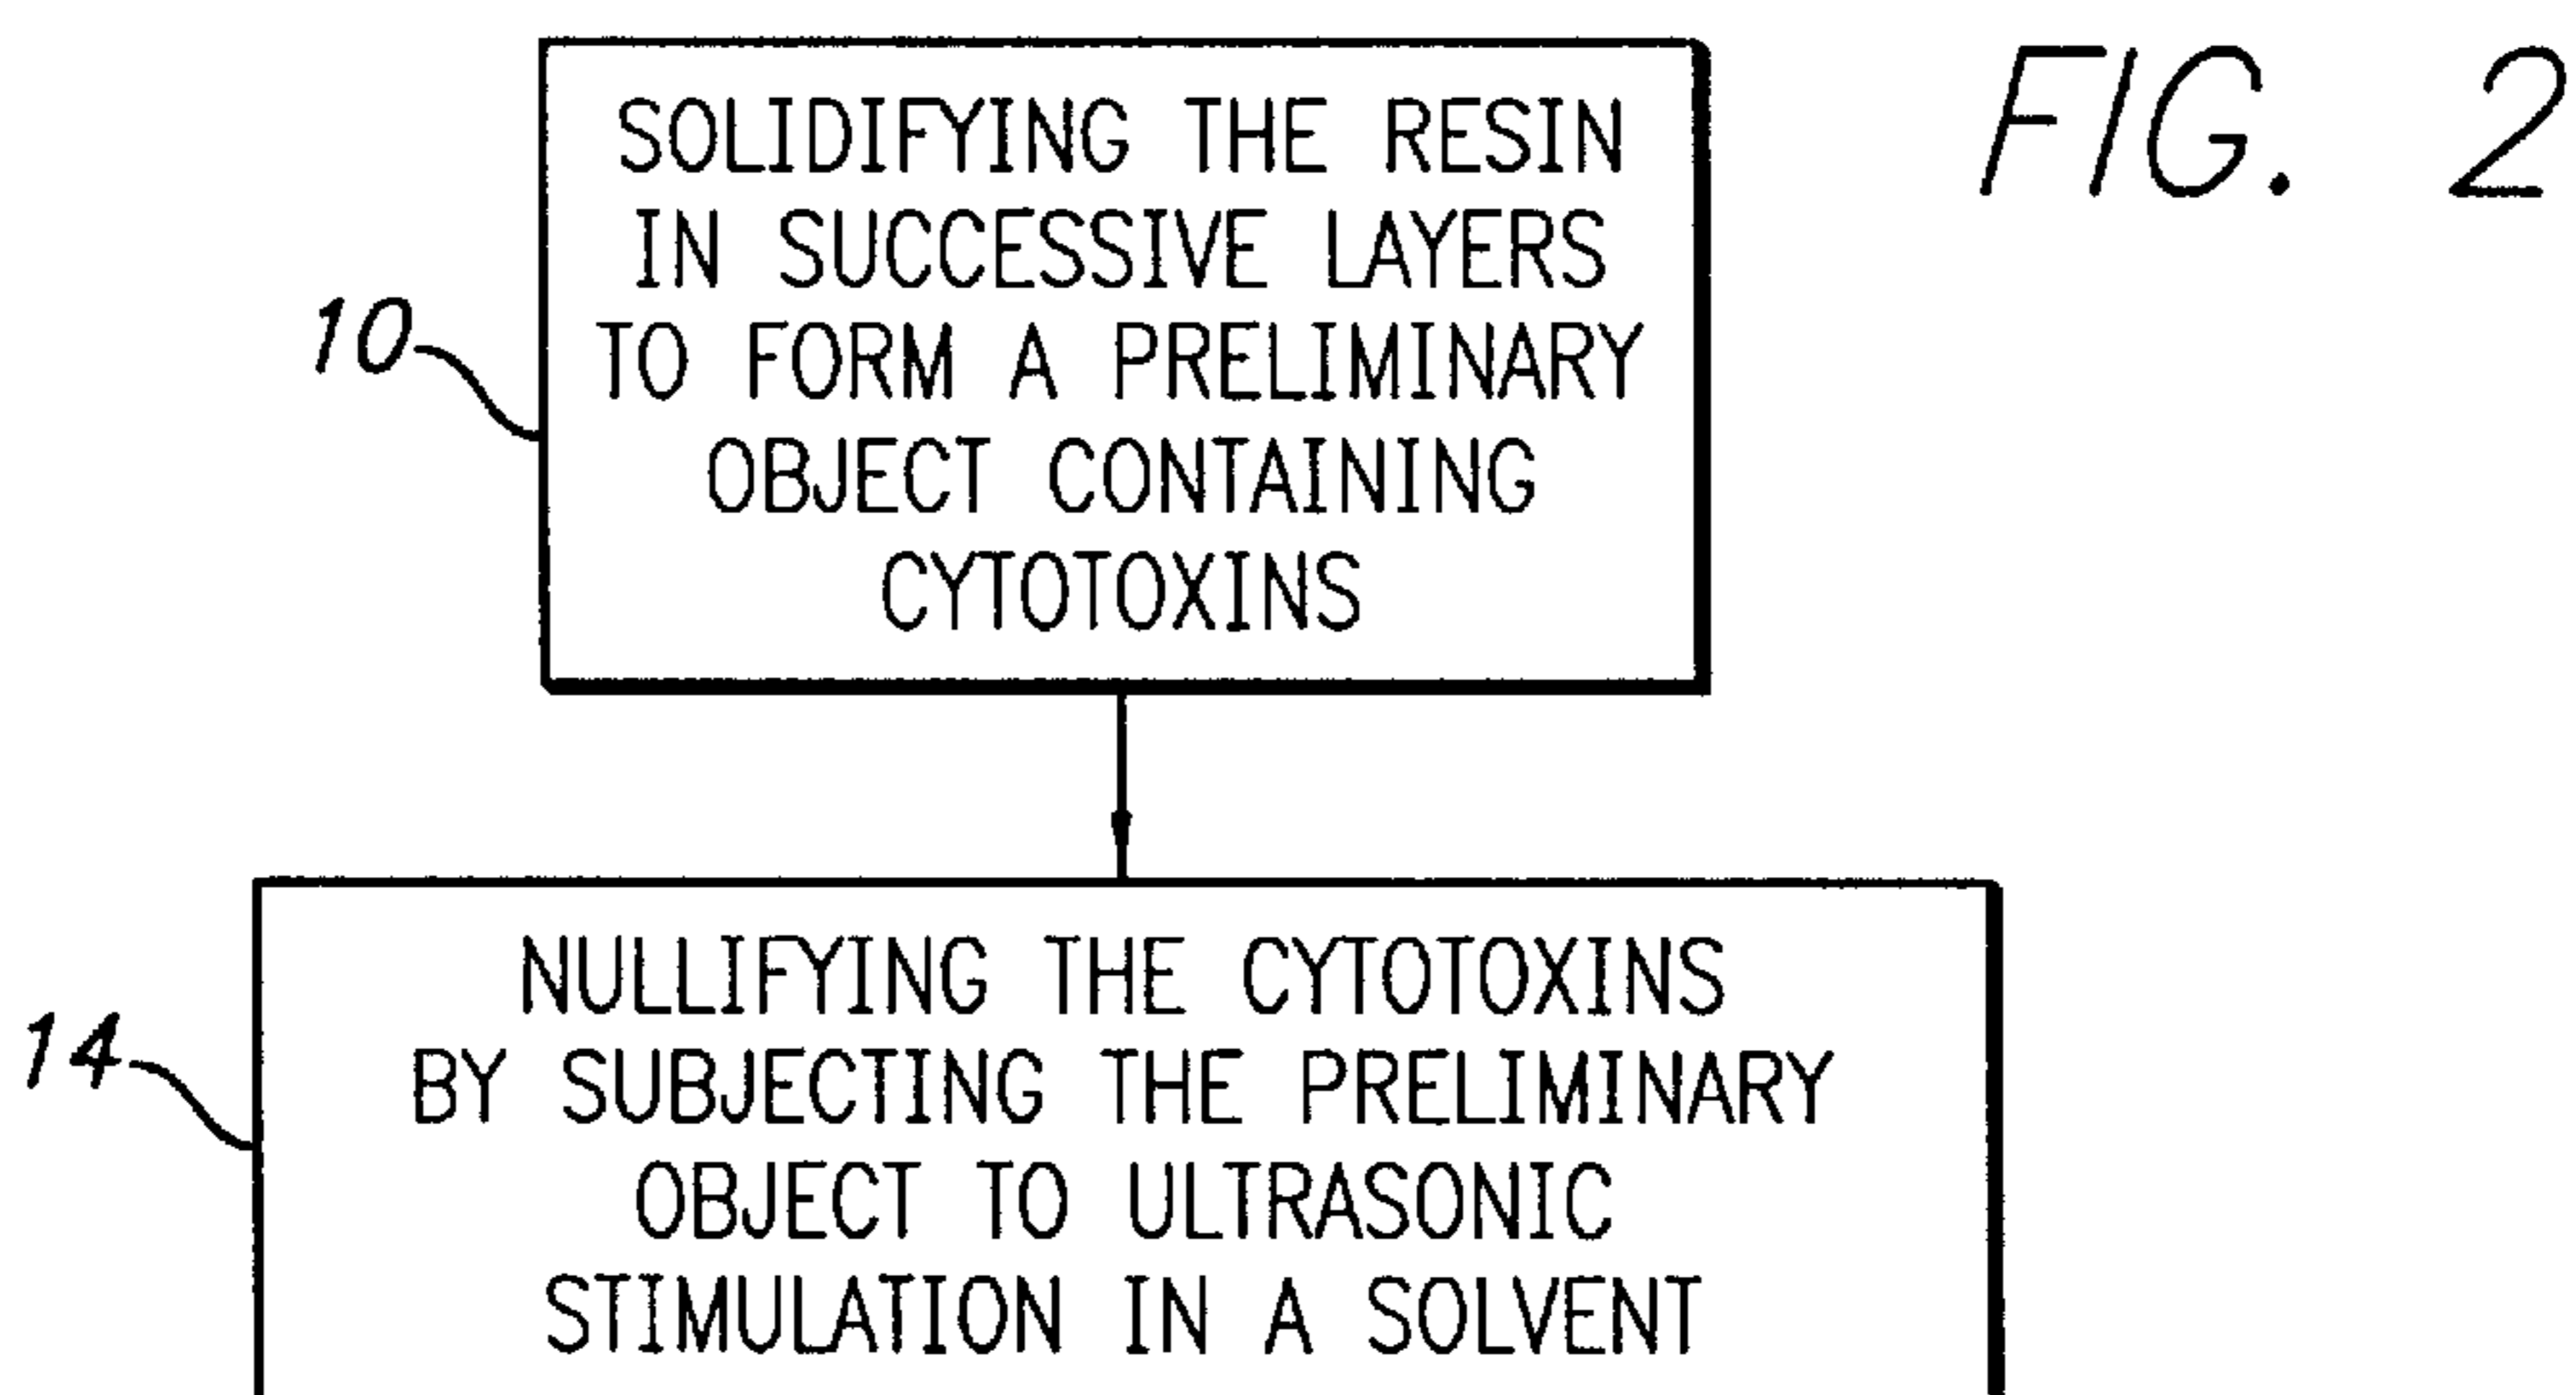 FIG. 2
SOLIDIFYING THE RESIN
IN SUCCESSIVE LAYERS
TO FORM A PRELIMINARY
OBJECT CONTAINING
CYTOTOXINS
10
NULLIFYING THE CYTOTOXINS
BY SUBJECTING THE PRELIMINARY
OBJECT TO ULTRASONIC
STIMULATION IN A SOLVENT
14